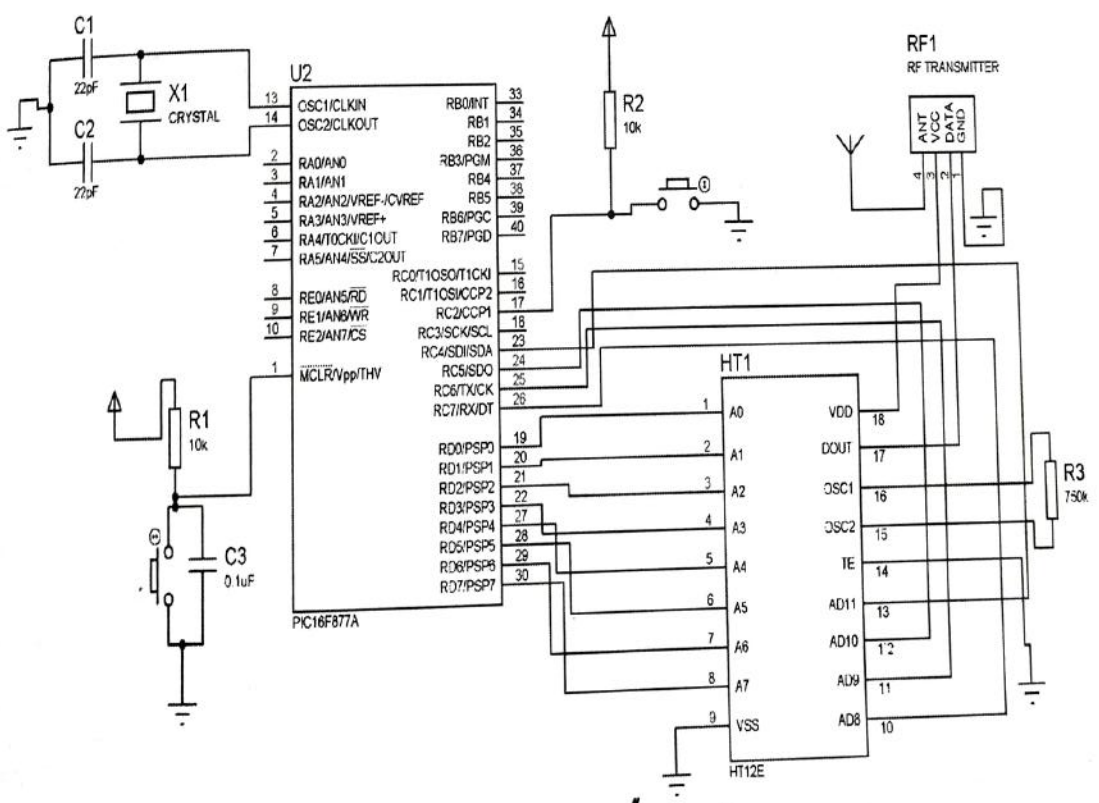 C1
22pF
X1
CRYSTAL
C2
22pF
U2
13 OSC1/CLKIN
14 OSC2/CLKOUT
2 RA0/AN0
3 RA1/AN1
4 RA2/AN2/VREF-/CVREF
5 RA3/AN3/VREF+
6 RA4/T0CKI/C1OUT
7 RA5/AN4/SS/C2OUT
8 RE0/AN5/RD
9 RE1/AN6/WR
10 RE2/AN7/CS
1 MCLR/Vpp/THV
RB0/INT 33
RB1 34
RB2 35
RB3/PGM 36
RB4 37
RB5 38
RB6/PGC 39
RB7/PGD 40
RC0/T1OSO/T1CKI 15
RC1/T1OSI/CCP2 16
RC2/CCP1 17
RC3/SCK/SCL 18
RC4/SDI/SDA 23
RC5/SDO 24
RC6/TX/CK 25
RC7/RX/DT 26
RD0/PSP0 19
RD1/PSP1 20
RD2/PSP2 21
RD3/PSP3 22
RD4/PSP4 27
RD5/PSP5 28
RD6/PSP6 29
RD7/PSP7 30
PIC16F877A
R1
10k
C3
0.1uF
R2
10k
RF1
RF TRANSMITTER
ANT
VCC
DATA
GND
4
3
2
1
HT1
1 A0
2 A1
3 A2
4 A3
5 A4
6 A5
7 A6
8 A7
9 VSS
VDD 18
DOUT 17
OSC1 16
OSC2 15
TE 14
AD11 13
AD10 12
AD9 11
AD8 10
HT12E
R3
750k